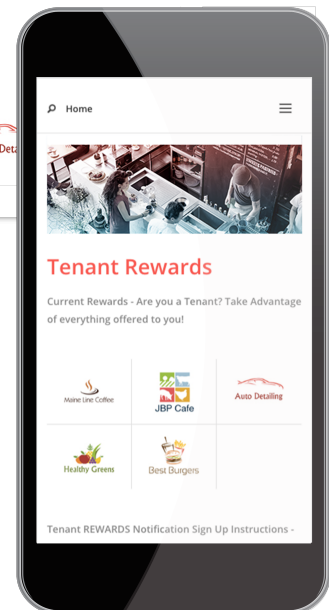 Home
Tenant Rewards
Current Rewards - Are you a Tenant? Take Advantage
of everything offered to you!
Maine Line Coffee
JBP Cafe
Auto Detailing
Healthy Greens
Best Burgers
Tenant REWARDS Notification Sign Up Instructions -